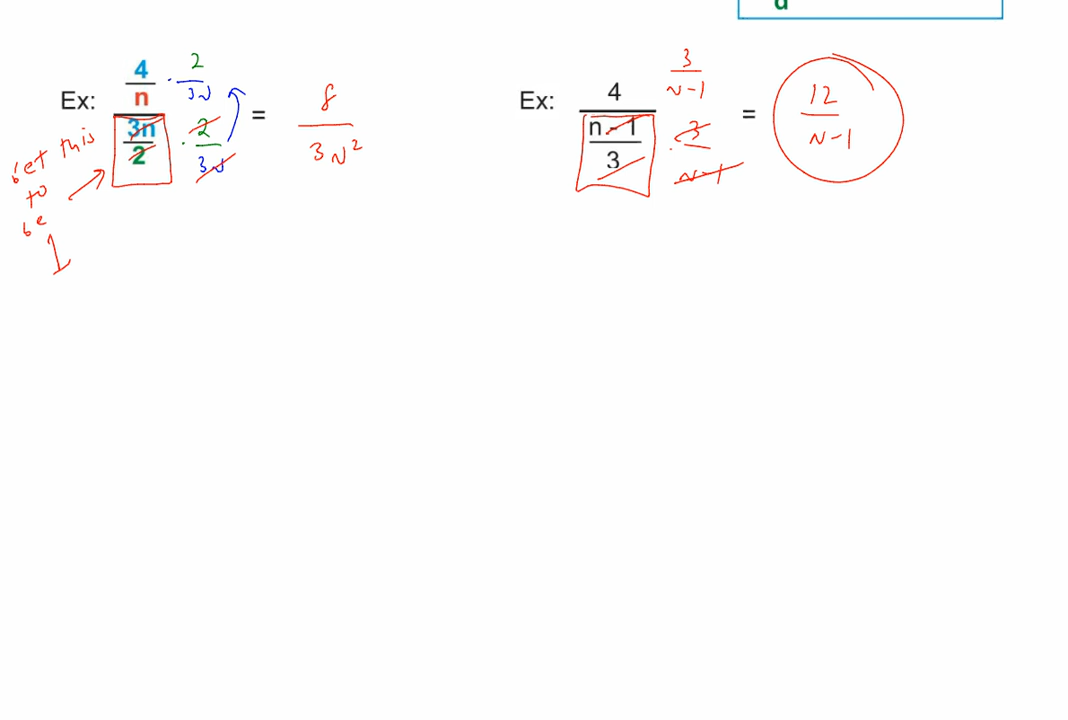 d
Ex: 4/n · 2/3N
3n/2 · 2/3N
= 8/3N²
Get this
to
be
1
Ex: 4 3/N-1
n - 1/3 · 3/N-1
= 12/N-1